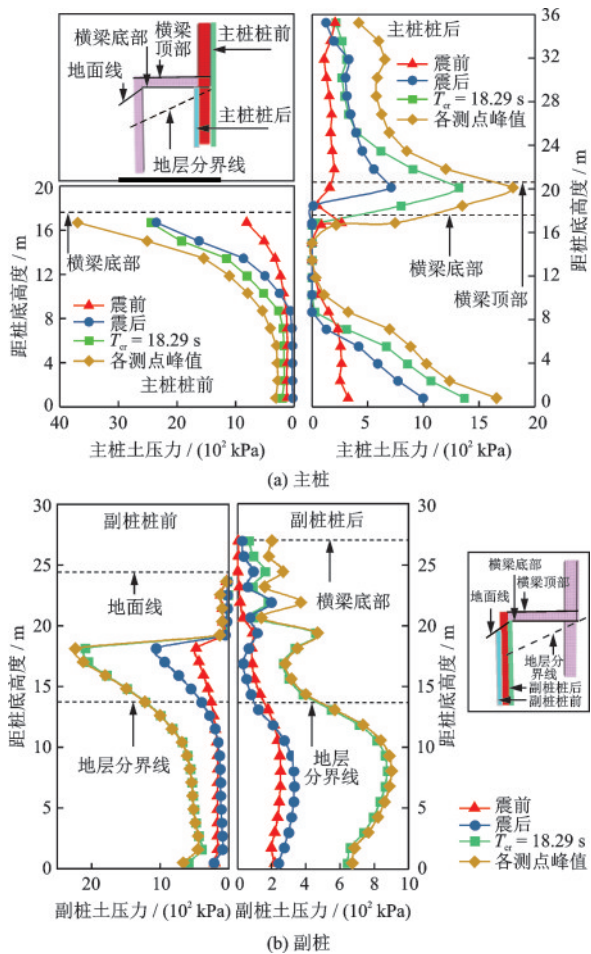 横梁底部
横梁顶部
主桩桩前
地面线
主桩桩后
地层分界线
距桩底高度 / m
20
16
12
8
4
0
横梁底部
震前
震后
Tcr = 18.29 s
各测点峰值
主桩桩前
40 30 20 10 0
主桩土压力 / (10² kPa)
主桩桩后
震前
震后
Tcr = 18.29 s
各测点峰值
横梁底部
横梁顶部
36
32
28
24
20
16
12
8
4
0
距桩底高度 / m
0 5 10 15 20
主桩土压力 / (10² kPa)
(a) 主桩
距桩底高度 / m
30
25
20
15
10
5
0
副桩桩前
地面线
地层分界线
20 10 0
副桩土压力 / (10² kPa)
副桩桩后
横梁底部
地层
分界线
30
25
20
15
10
5
0
距桩底高度 / m
2 4 6 8 10
副桩土压力 / (10² kPa)
横梁底部
地面线
横梁顶部
地层分
界线
副桩桩后
副桩桩前
震前
震后
Tcr = 18.29 s
各测点峰值
(b) 副桩